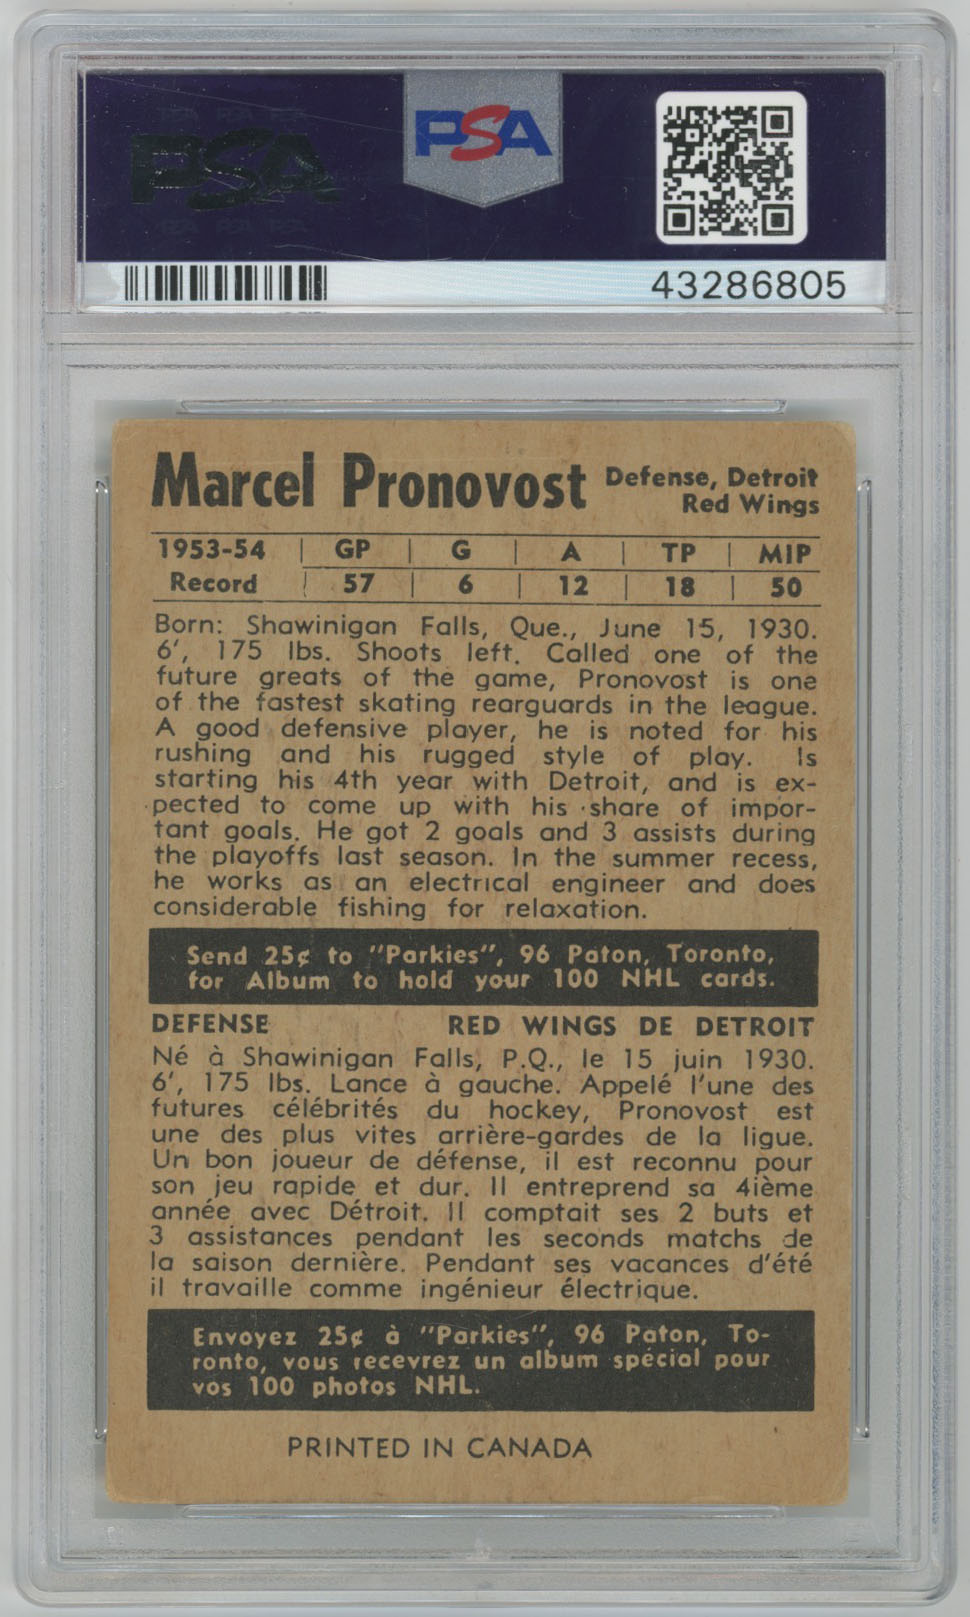 PSA
PSA
43286805
Marcel Pronovost Defense, Detroit
Red Wings
1953-54 | GP | G | A | TP | MIP
Record | 57 | 6 | 12 | 18 | 50
Born: Shawinigan Falls, Que., June 15, 1930.
6', 175 lbs. Shoots left. Called one of the
future greats of the game, Pronovost is one
of the fastest skating rearguards in the league.
A good defensive player, he is noted for his
rushing and his rugged style of play. Is
starting his 4th year with Detroit, and is ex-
pected to come up with his share of impor-
tant goals. He got 2 goals and 3 assists during
the playoffs last season. In the summer recess,
he works as an electrical engineer and does
considerable fishing for relaxation.
Send 25¢ to "Parkies", 96 Paton, Toronto,
for Album to hold your 100 NHL cards.
DEFENSE RED WINGS DE DETROIT
Né à Shawinigan Falls, P.Q., le 15 juin 1930.
6', 175 lbs. Lance à gauche. Appelé l'une des
futures célébrités du hockey, Pronovost est
une des plus vites arrière-gardes de la ligue.
Un bon joueur de défense, il est reconnu pour
son jeu rapide et dur. Il entreprend sa 4ième
année avec Détroit. Il comptait ses 2 buts et
3 assistances pendant les seconds matchs de
la saison dernière. Pendant ses vacances d'été
il travaille comme ingénieur électrique.
Envoyez 25¢ à "Parkies", 96 Paton, To-
ronto, vous recevrez un album spécial pour
vos 100 photos NHL.
PRINTED IN CANADA